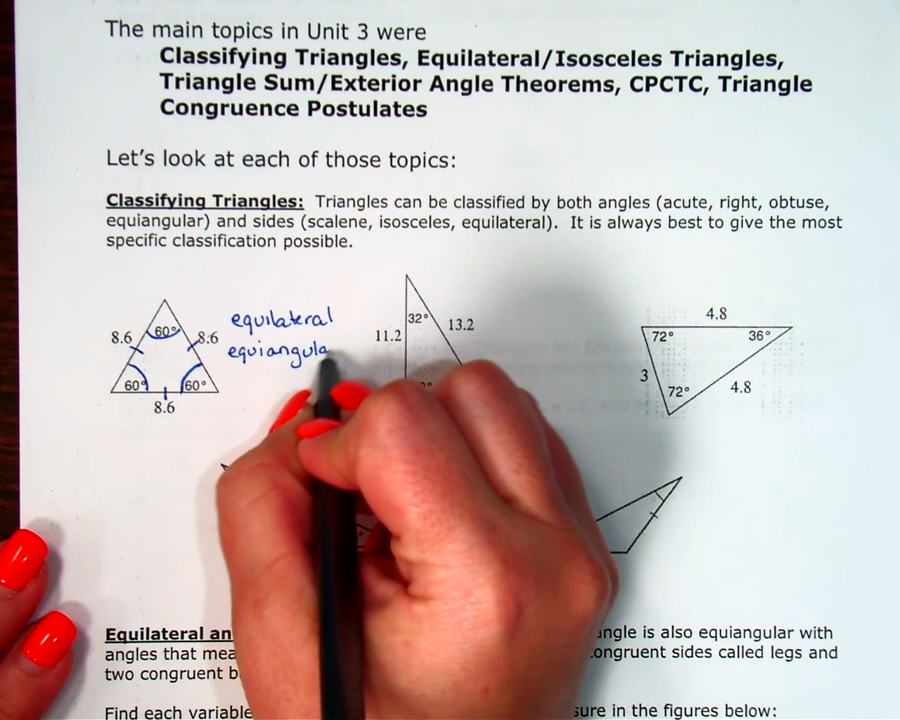 The main topics in Unit 3 were
Classifying Triangles, Equilateral/Isosceles Triangles,
Triangle Sum/Exterior Angle Theorems, CPCTC, Triangle
Congruence Postulates
Let's look at each of those topics:
Classifying Triangles: Triangles can be classified by both angles (acute, right, obtuse,
equiangular) and sides (scalene, isosceles, equilateral). It is always best to give the most
specific classification possible.
60° 8.6 8.6 60° 60° 8.6
equilateral
equiangula
32° 11.2 13.2
4.8 72° 36° 3 72° 4.8
Equilateral an angle is also equiangular with
angles that mea congruent sides called legs and
two congruent b
Find each variable sure in the figures below: